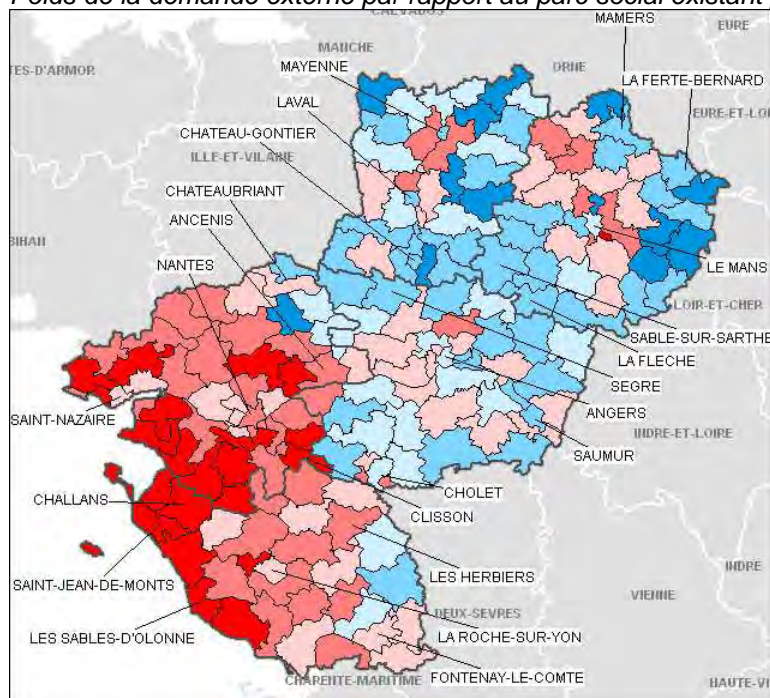 Poids de la demande externe par rapport au parc social existant
CALVADOS
MAMERS
EURE
MANCHE
MAYENNE
ORNE
TES-D'ARMOR
LA FERTE-BERNARD
LAVAL
EURE-ET-LOI
CHATEAU-GONTIER
ILLE-ET-VILAINE
CHATEAUBRIANT
ANCENIS
BIHAN
NANTES
LE MANS
LOIR-ET-CHER
SABLE-SUR-SARTHE
LA FLECHE
SEGRE
SAINT-NAZAIRE
ANGERS
INDRE-ET-LOIRE
SAUMUR
CHOLET
CHALLANS
CLISSON
INDRE
SAINT-JEAN-DE-MONTS
LES HERBIERS
VIENNE
DEUX-SEVRES
LES SABLES-D'OLONNE
LA ROCHE-SUR-YON
FONTENAY-LE-COMTE
CHARENTE-MARITIME
HAUTE-VI